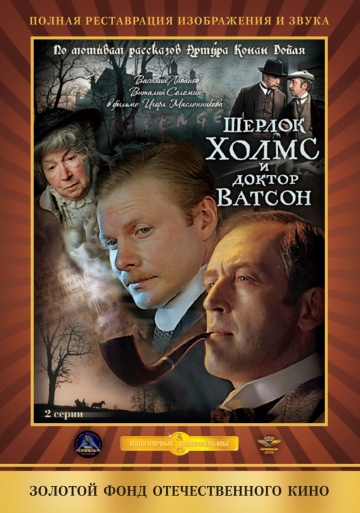 ПОЛНАЯ РЕСТАВРАЦИЯ ИЗОБРАЖЕНИЯ И ЗВУКА
По мотивам рассказов Артура Конан Дойля
Василий Ливанов
Виталий Соломин
в фильме Игоря Масленникова
ШЕРЛОК
ХОЛМС
И
ДОКТОР
ВАТСОН
2 серии
ЗОЛОТОЙ ФОНД ОТЕЧЕСТВЕННОГО КИНО